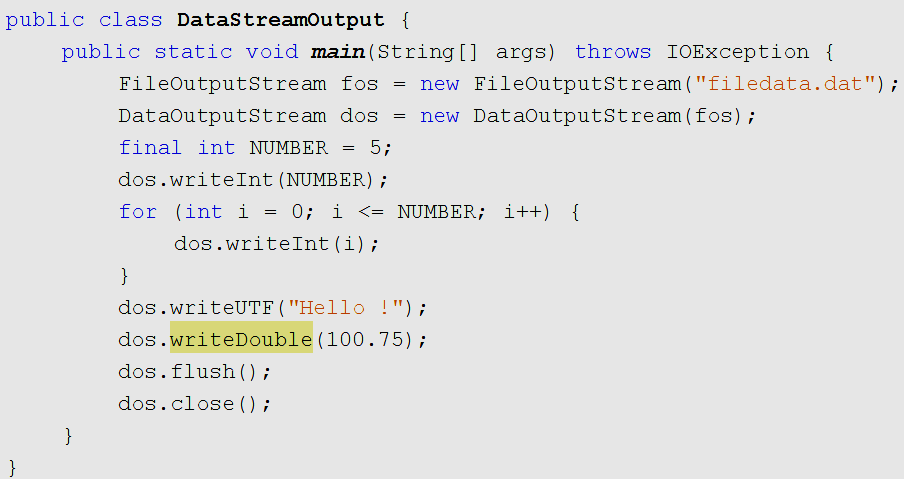 public class DataStreamOutput {
public static void main(String[] args) throws IOException {
FileOutputStream fos = new FileOutputStream("filedata.dat");
DataOutputStream dos = new DataOutputStream(fos);
final int NUMBER = 5;
dos.writeInt(NUMBER);
for (int i = 0; i <= NUMBER; i++) {
dos.writeInt(i);
}
dos.writeUTF("Hello !");
dos.writeDouble(100.75);
dos.flush();
dos.close();
}
}